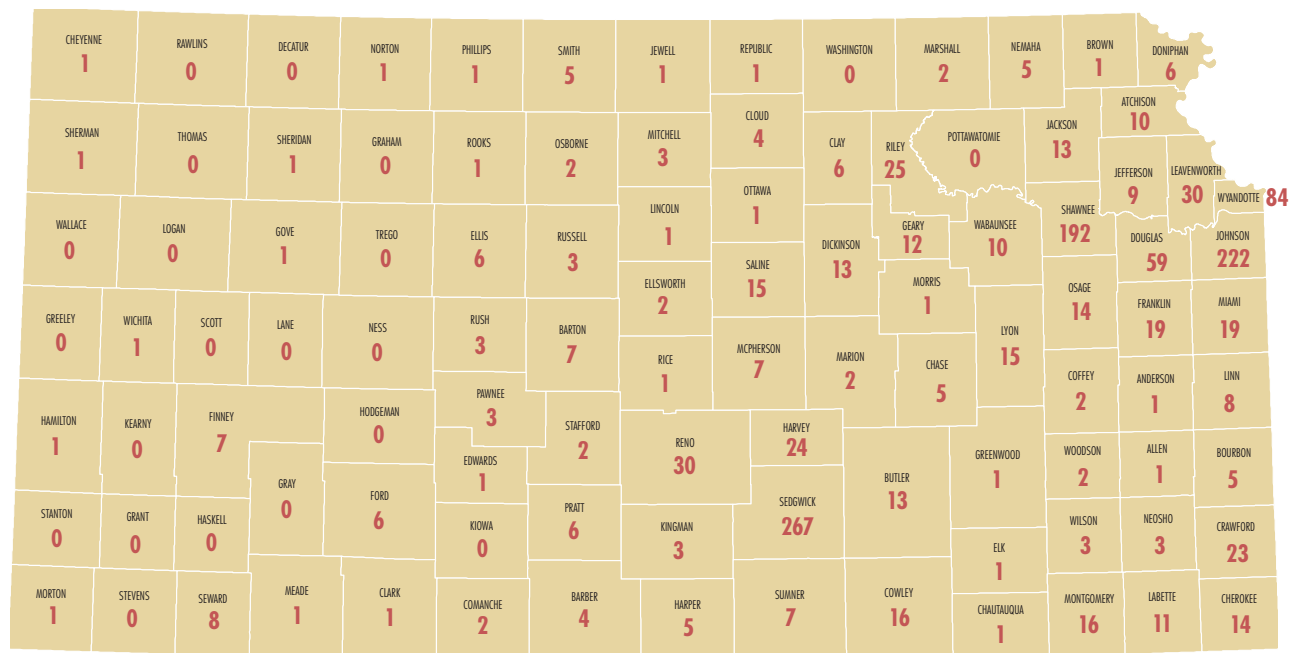 CHEYENNE
1
RAWLINS
0
DECATUR
0
NORTON
1
PHILLIPS
1
SMITH
5
JEWELL
1
REPUBLIC
1
WASHINGTON
0
MARSHALL
2
NEMAHA
5
BROWN
1
DONIPHAN
6
SHERMAN
1
THOMAS
0
SHERIDAN
1
GRAHAM
0
ROOKS
1
OSBORNE
2
MITCHELL
3
CLOUD
4
CLAY
6
RILEY
25
POTTAWATOMIE
0
JACKSON
13
ATCHISON
10
JEFFERSON
9
LEAVENWORTH
30
WYANDOTTE 84
WALLACE
0
LOGAN
0
GOVE
1
TREGO
0
ELLIS
6
RUSSELL
3
LINCOLN
1
OTTAWA
1
DICKINSON
13
GEARY
12
WABAUNSEE
10
SHAWNEE
192
DOUGLAS
59
JOHNSON
222
ELLSWORTH
2
SALINE
15
MORRIS
1
OSAGE
14
FRANKLIN
19
MIAMI
19
GREELEY
0
WICHITA
1
SCOTT
0
LANE
0
NESS
0
RUSH
3
BARTON
7
RICE
1
MCPHERSON
7
MARION
2
CHASE
5
LYON
15
COFFEY
2
ANDERSON
1
LINN
8
HAMILTON
1
KEARNY
0
FINNEY
7
HODGEMAN
0
PAWNEE
3
STAFFORD
2
RENO
30
HARVEY
24
BUTLER
13
GREENWOOD
1
WOODSON
2
ALLEN
1
BOURBON
5
GRAY
0
FORD
6
EDWARDS
1
PRATT
6
KINGMAN
3
SEDGWICK
267
STANTON
0
GRANT
0
HASKELL
0
KIOWA
0
ELK
1
WILSON
3
NEOSHO
3
CRAWFORD
23
MORTON
1
STEVENS
0
SEWARD
8
MEADE
1
CLARK
1
COMANCHE
2
BARBER
4
HARPER
5
SUMNER
7
COWLEY
16
CHAUTAUQUA
1
MONTGOMERY
16
LABETTE
11
CHEROKEE
14